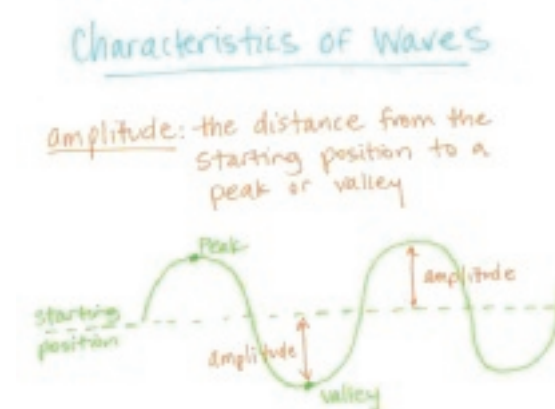 Characteristics of Waves
amplitude: the distance from the
starting position to a
peak or valley
Peak
amplitude
starting
position
amplitude
valley